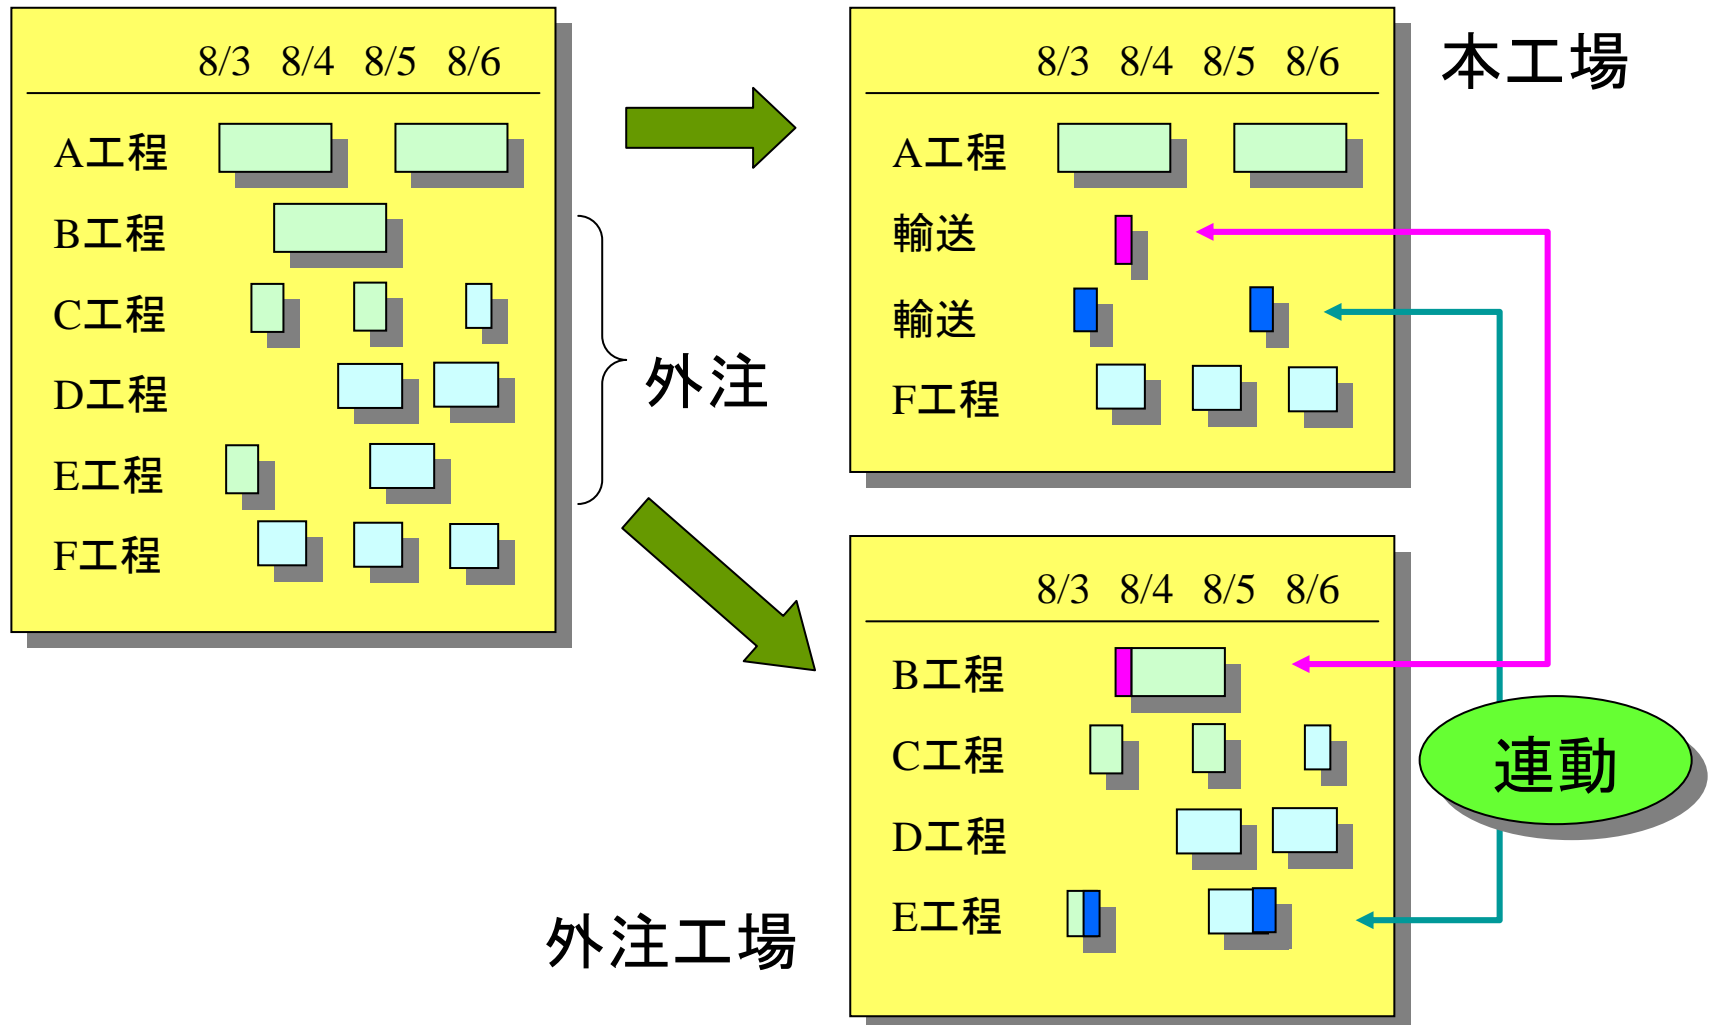 8/3 8/4 8/5 8/6
A工程
B工程
C工程
D工程
E工程
F工程
外注
本工場
8/3 8/4 8/5 8/6
A工程
輸送
輸送
F工程
外注工場
8/3 8/4 8/5 8/6
B工程
C工程
D工程
E工程
連動